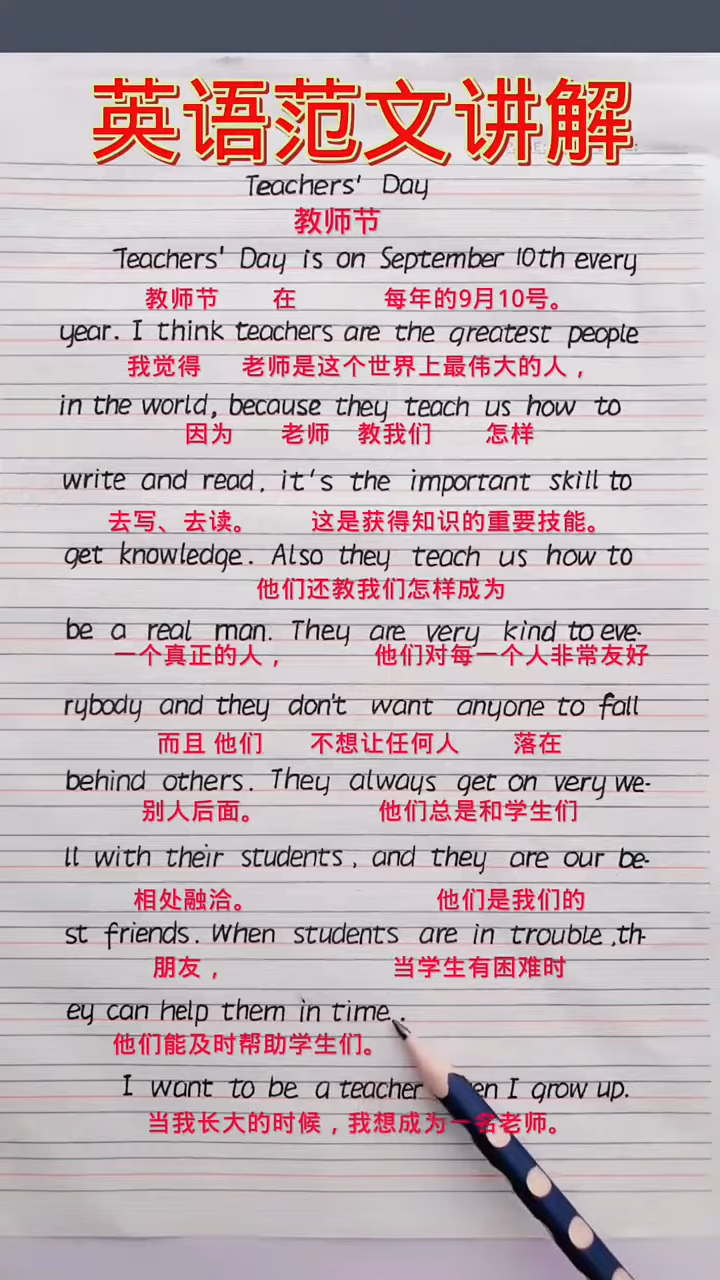 英语范文讲解
Teachers' Day
教师节
Teachers' Day is on September 10th every
教师节 在 每年的9月10号。
year. I think teachers are the greatest people
我觉得 老师是这个世界上最伟大的人，
in the world, because they teach us how to
因为 老师 教我们 怎样
write and read, it's the important skill to
去写、去读。 这是获得知识的重要技能。
get knowledge. Also they teach us how to
他们还教我们怎样成为
be a real man. They are very kind to eve-
一个真正的人， 他们对每一个人非常友好
rybody and they don't want anyone to fall
而且 他们 不想让任何人 落在
behind others. They always get on very we-
别人后面。 他们总是和学生们
ll with their students, and they are our be-
相处融洽。 他们是我们的
st friends. When students are in trouble, th-
朋友， 当学生有困难时
ey can help them in time.
他们能及时帮助学生们。
I want to be a teacher en I grow up.
当我长大的时候，我想成为一名老师。